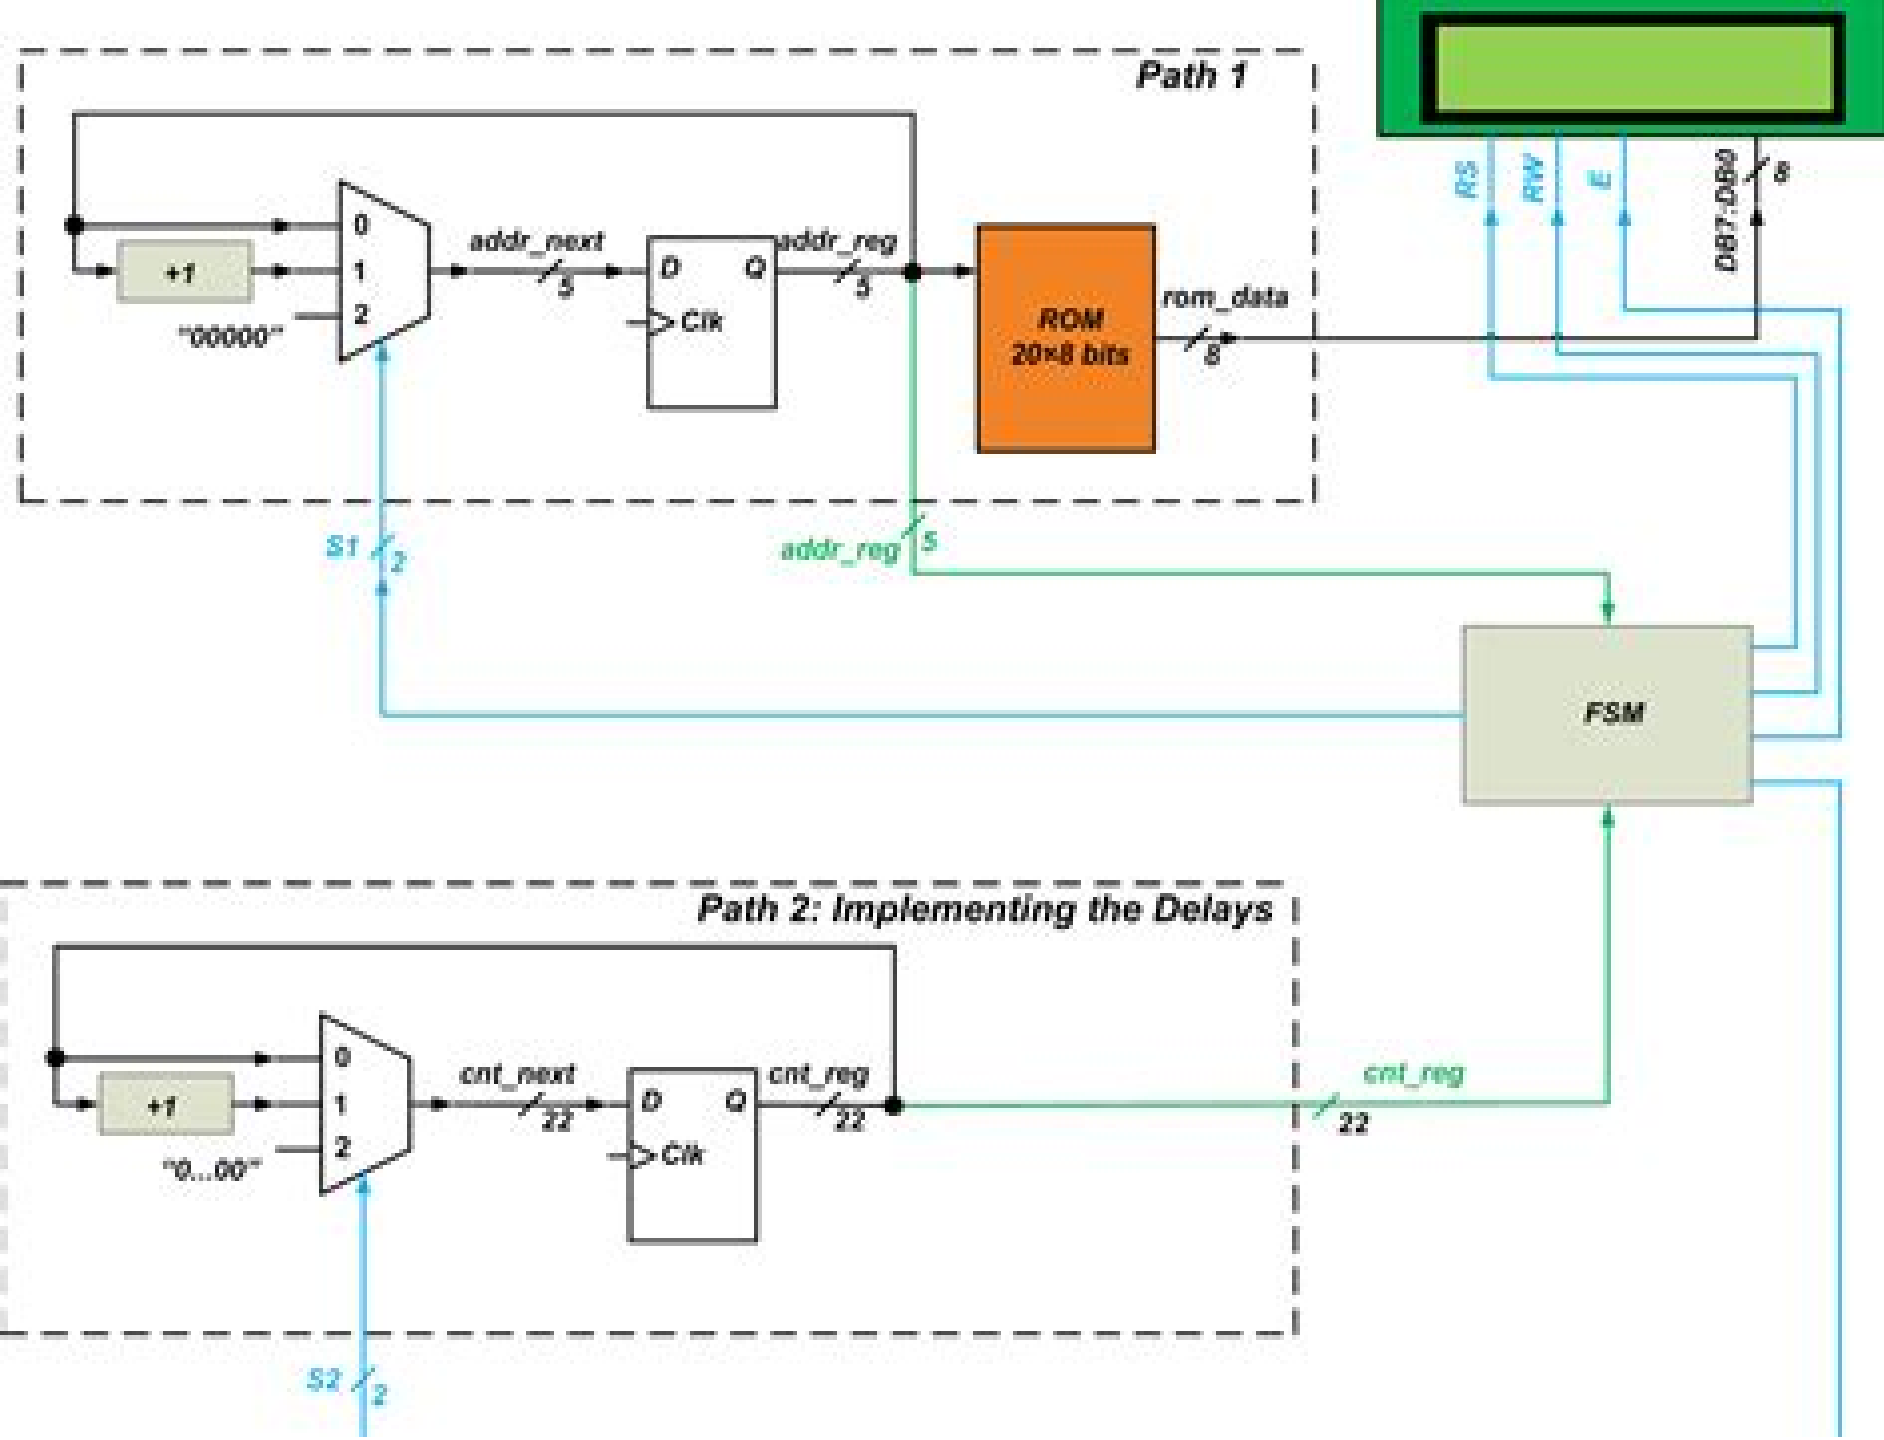 Path 1
RS
RW
E
DB7:DB0
8
0
+1
1
2
"00000"
addr_next
5
D
Q
Clk
addr_reg
5
ROM
20×8 bits
rom_data
8
S1
2
addr_reg
5
FSM
Path 2: Implementing the Delays
0
+1
1
2
"0...00"
cnt_next
22
D
Q
Clk
cnt_reg
22
cnt_reg
22
S2
2